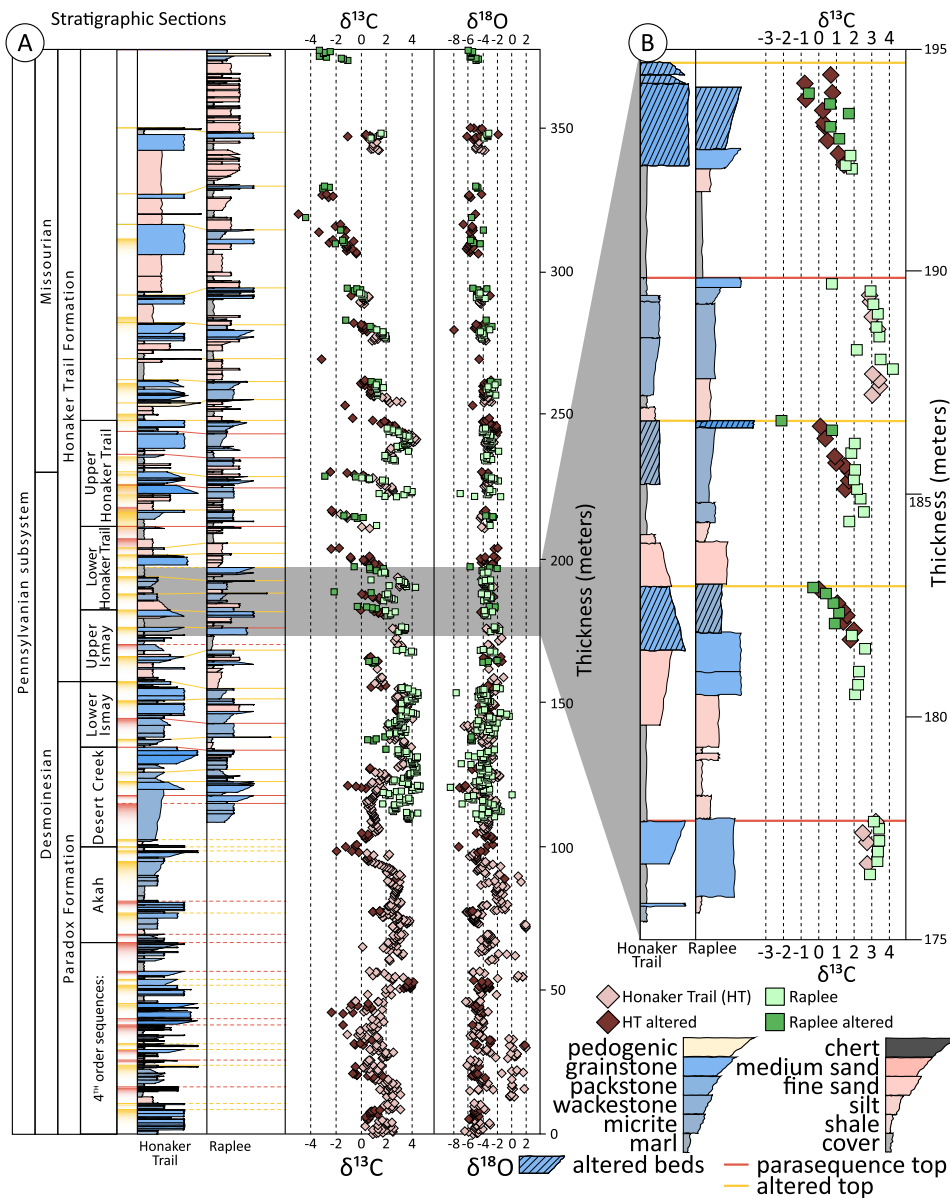 Stratigraphic Sections
A
δ¹³C
δ¹⁸O
-4 -2 0 2 4
-8 -6 -4 -2 0 2
Pennsylvanian subsystem
Missourian
Desmoinesian
Honaker Trail Formation
Paradox Formation
Upper
Honaker Trail
Lower
Honaker Trail
Upper
Ismay
Lower
Ismay
Desert Creek
Akah
4TH order sequences:
350
300
250
200
150
100
50
0
Thickness (meters)
Honaker
Trail
Raplee
-4 -2 0 2 4
-8 -6 -4 -2 0 2
δ¹³C
δ¹⁸O
B
δ¹³C
-3 -2 -1 0 1 2 3 4
195
190
185
180
175
Thickness (meters)
Honaker
Trail
Raplee
-3 -2 -1 0 1 2 3 4
δ¹³C
Honaker Trail (HT)
Raplee
HT altered
Raplee altered
pedogenic
grainstone
packstone
wackestone
micrite
marl
chert
medium sand
fine sand
silt
shale
cover
altered beds
parasequence top
altered top